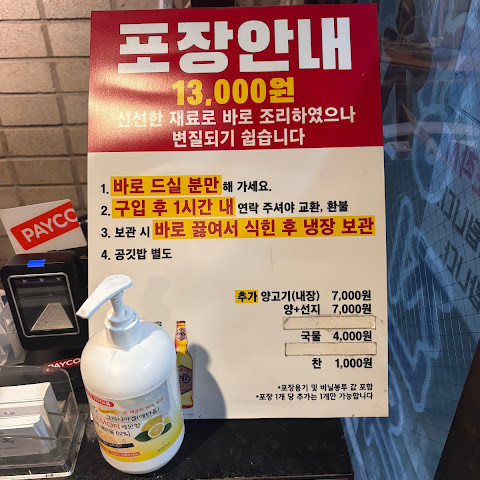 포장안내
13,000원
신선한 재료로 바로 조리하였으나
변질되기 쉽습니다
1. 바로 드실 분만 해 가세요.
2. 구입 후 1시간 내 연락 주셔야 교환, 환불
3. 보관 시 바로 끓여서 식힌 후 냉장 보관
4. 공깃밥 별도
추가 양고기(내장) 7,000원
양+선지 7,000원
국물 4,000원
찬 1,000원
*포장용기 및 비닐봉투 값 포함
*포장 1개 당 추가는 1개만 가능합니다
PAYCO
PAYCO